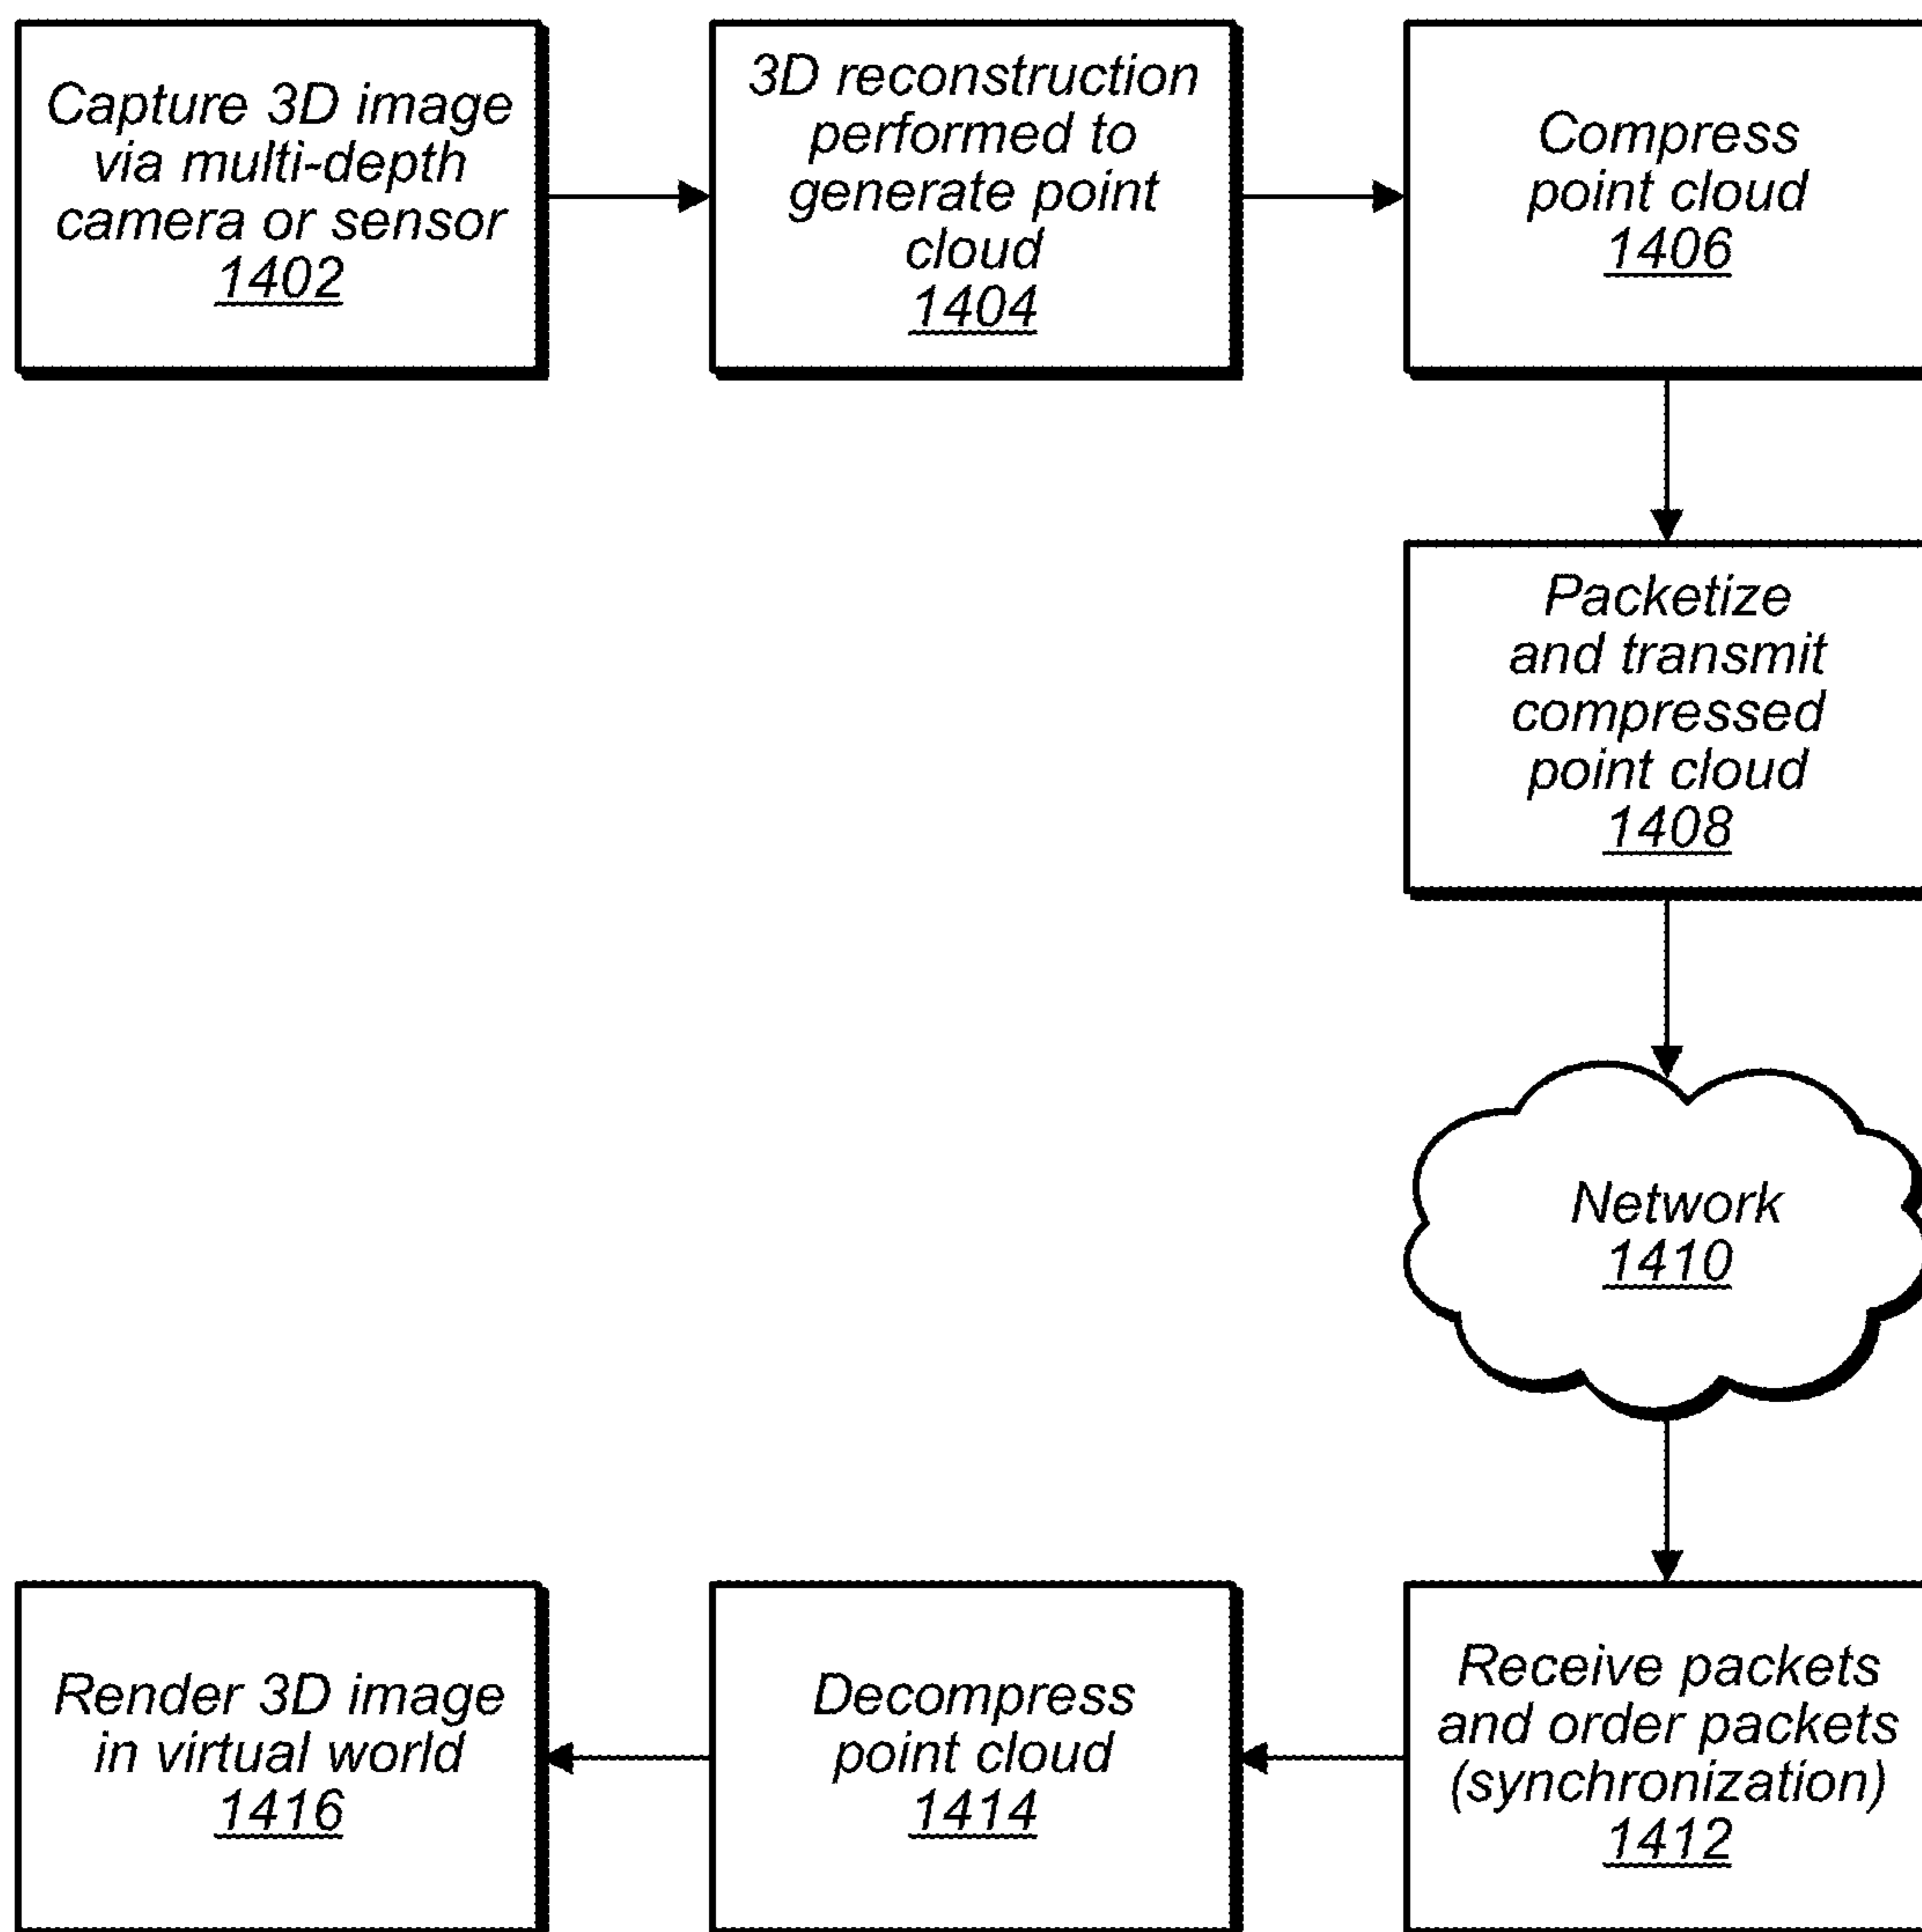 Capture 3D image
via multi-depth
camera or sensor
1402
3D reconstruction
performed to
generate point
cloud
1404
Compress
point cloud
1406
Packetize
and transmit
compressed
point cloud
1408
Network
1410
Receive packets
and order packets
(synchronization)
1412
Decompress
point cloud
1414
Render 3D image
in virtual world
1416